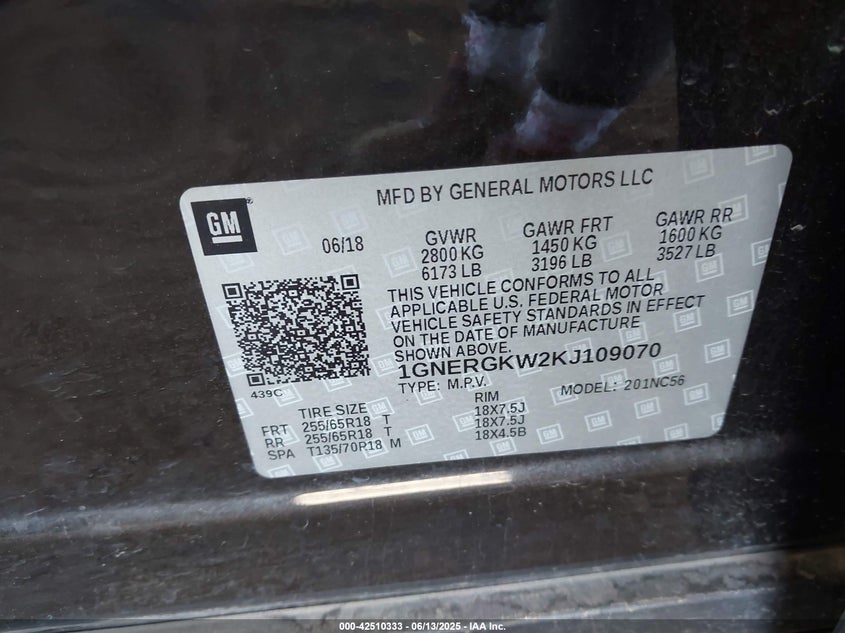 MFD BY GENERAL MOTORS LLC
GM®
06/18
GVWR GAWR FRT GAWR RR
2800 KG 1450 KG 1600 KG
6173 LB 3196 LB 3527 LB
THIS VEHICLE CONFORMS TO ALL
APPLICABLE U.S. FEDERAL MOTOR
VEHICLE SAFETY STANDARDS IN EFFECT
ON THE DATE OF MANUFACTURE
SHOWN ABOVE.
1GNERGKW2KJ109070
439C
TYPE: M.P.V. MODEL: 201NC56
TIRE SIZE RIM
FRT 255/65R18 T 18X7.5J
RR 255/65R18 T 18X7.5J
SPA T135/70R18 M 18X4.5B
000-42510333 - 06/13/2025 - IAA Inc.